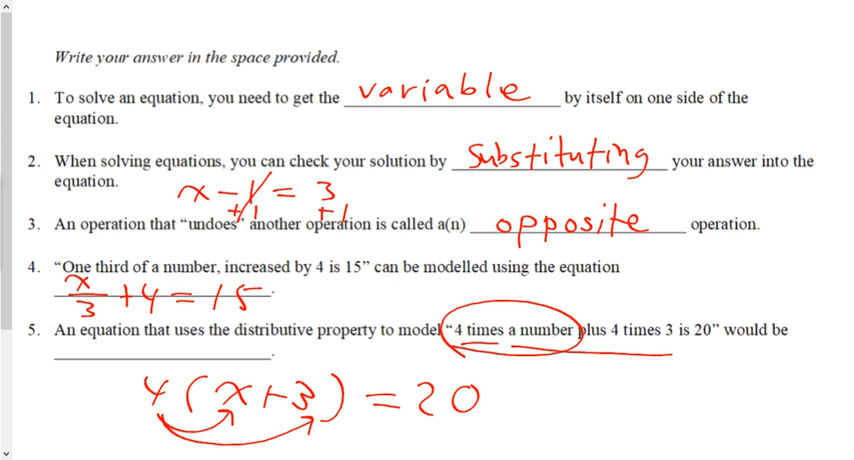 Write your answer in the space provided.
1. To solve an equation, you need to get the variable by itself on one side of the
equation.
2. When solving equations, you can check your solution by substituting your answer into the
equation.
x - 1 = 3
+1 +1
3. An operation that “undoes” another operation is called a(n) opposite operation.
4. “One third of a number, increased by 4 is 15” can be modelled using the equation
x/3 + 4 = 15.
5. An equation that uses the distributive property to model “4 times a number plus 4 times 3 is 20” would be
.
4(x+3) = 20